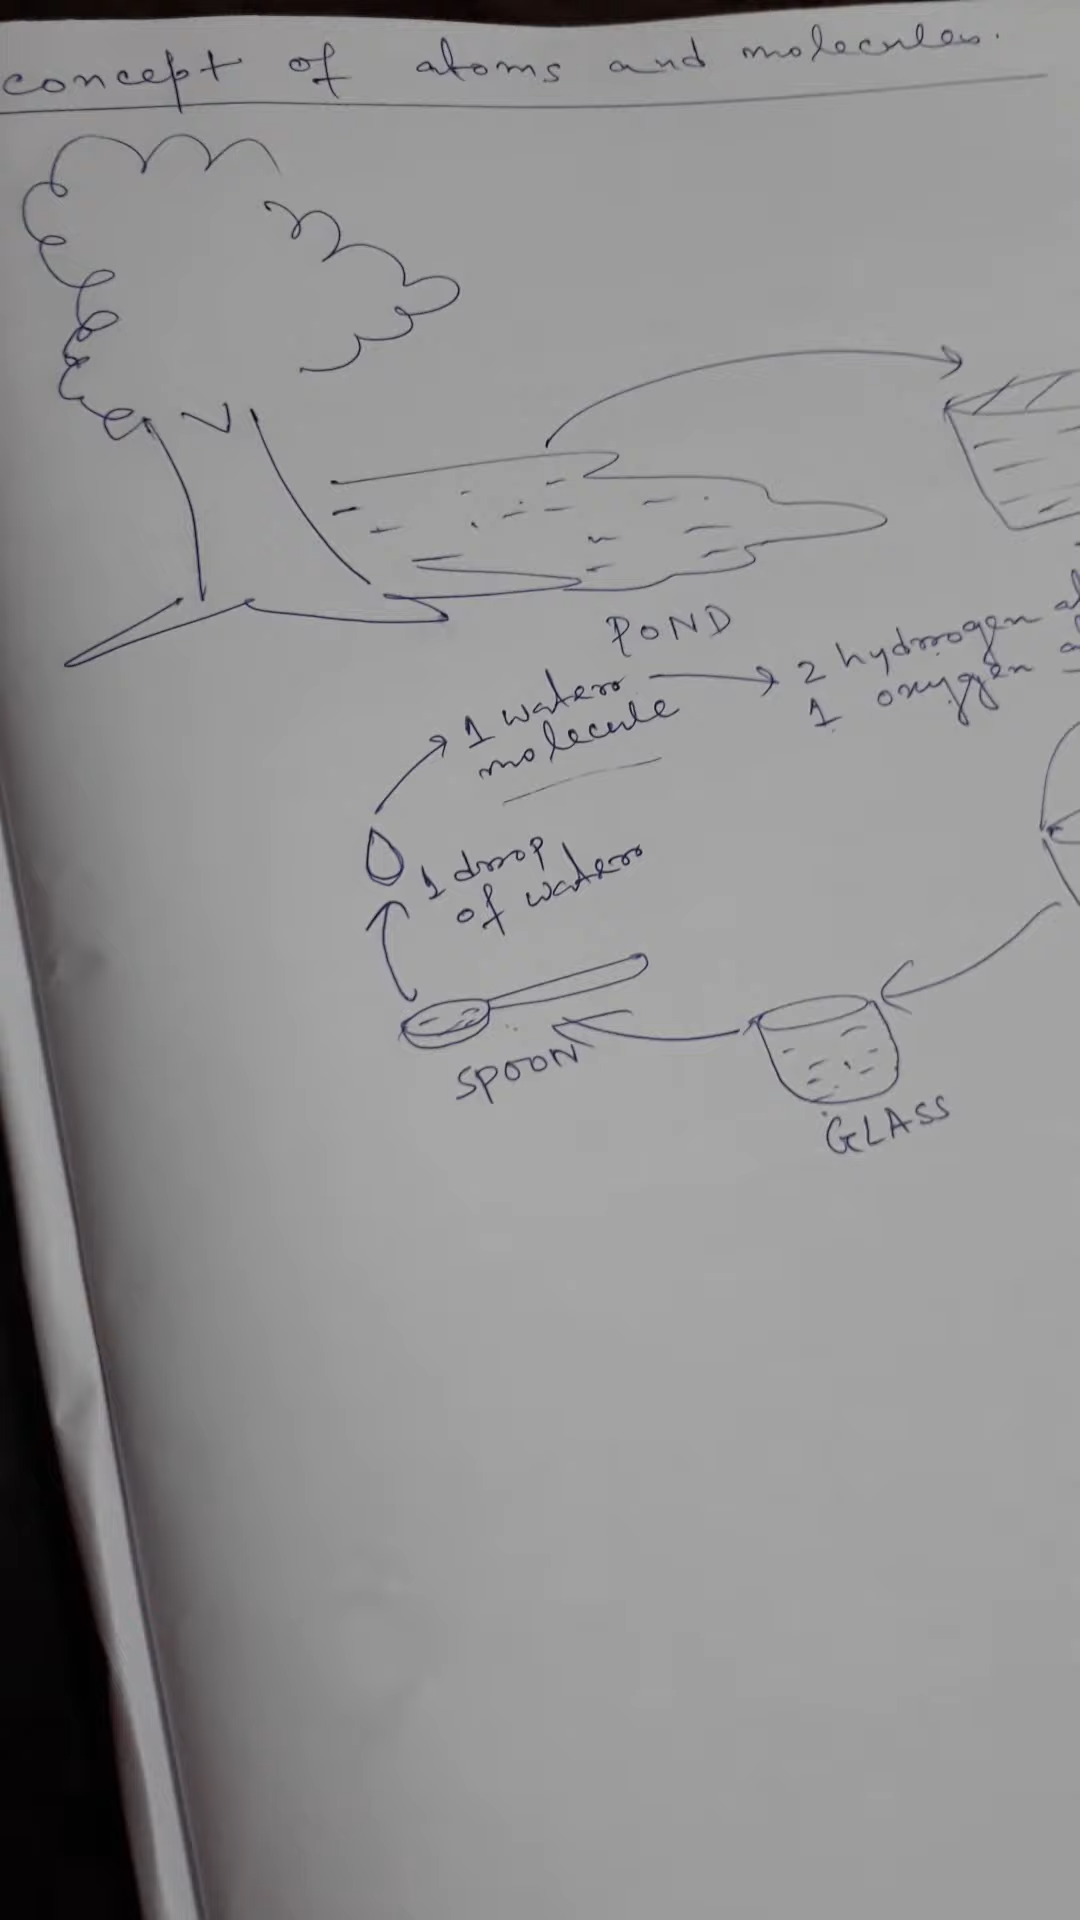 concept of atoms and molecules.
POND
1 water molecule
2 hydrogen
1 oxygen
1 drop
of water
SPOON
GLASS